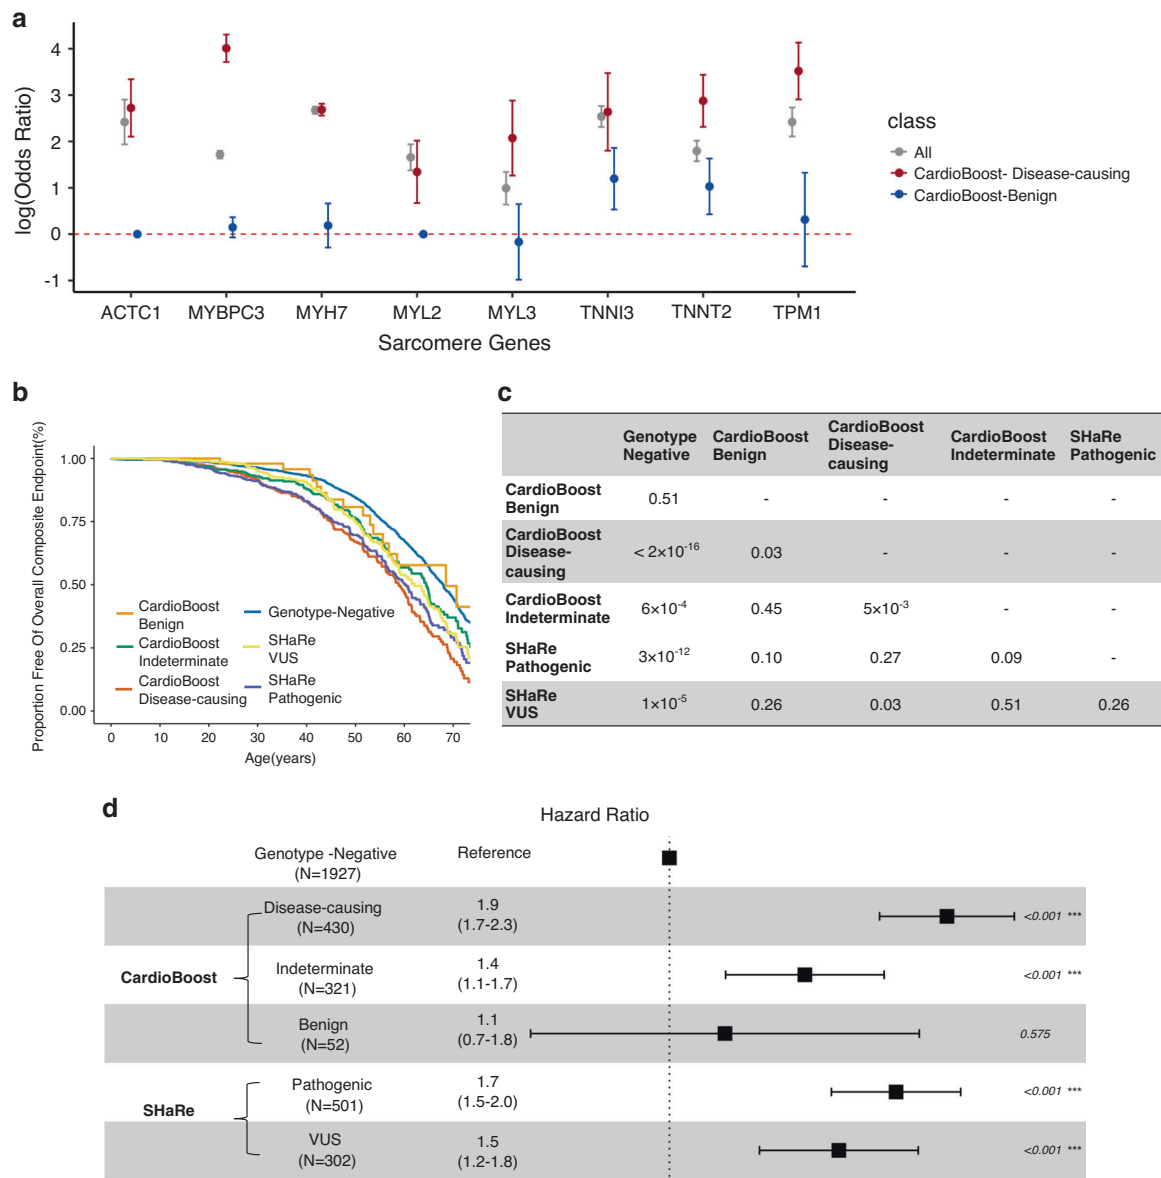 a
log(Odds Ratio)
4
3
2
1
0
-1
ACTC1 MYBPC3 MYH7 MYL2 MYL3 TNNI3 TNNT2 TPM1
Sarcomere Genes
class
All
CardioBoost- Disease-causing
CardioBoost-Benign
b
Proportion Free Of Overall Composite Endpoint(%)
1.00
0.75
0.50
0.25
0.00
CardioBoost
Benign
CardioBoost
Indeterminate
CardioBoost
Disease-causing
Genotype-Negative
SHaRe
VUS
SHaRe
Pathogenic
0 10 20 30 40 50 60 70
Age(years)
c
Genotype Negative CardioBoost Benign CardioBoost Disease-causing CardioBoost Indeterminate SHaRe Pathogenic
CardioBoost Benign 0.51 - - - -
CardioBoost Disease-causing < 2×10⁻¹⁶ 0.03 - - -
CardioBoost Indeterminate 6×10⁻⁴ 0.45 5×10⁻³ - -
SHaRe Pathogenic 3×10⁻¹² 0.10 0.27 0.09 -
SHaRe VUS 1×10⁻⁵ 0.26 0.03 0.51 0.26
d
Hazard Ratio
Genotype -Negative Reference
(N=1927)
CardioBoost
Disease-causing 1.9 <0.001 ***
(N=430) (1.7-2.3)
Indeterminate 1.4 <0.001 ***
(N=321) (1.1-1.7)
Benign 1.1 0.575
(N=52) (0.7-1.8)
SHaRe
Pathogenic 1.7 <0.001 ***
(N=501) (1.5-2.0)
VUS 1.5 <0.001 ***
(N=302) (1.2-1.8)